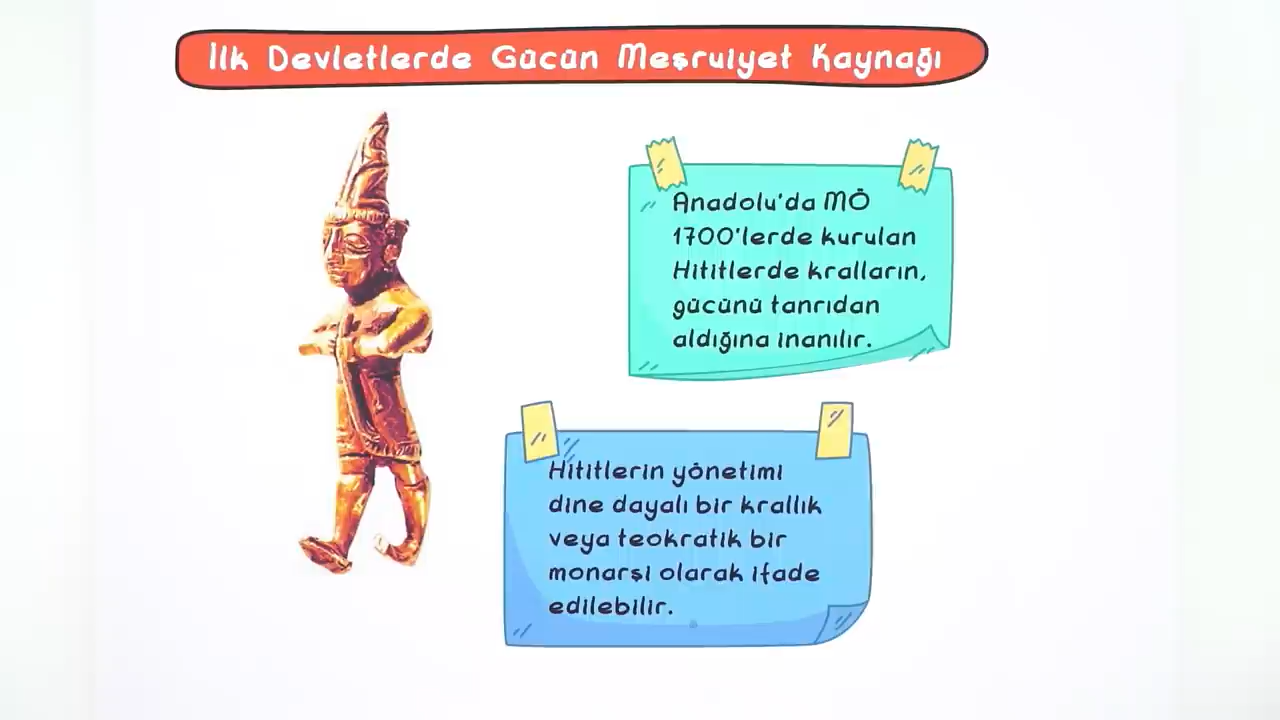 İlk Devletlerde Gücün Meşruiyet Kaynağı
Anadolu'da MÖ
1700'lerde kurulan
Hititlerde kralların,
gücünü tanrıdan
aldığına inanılır.
Hititlerin yönetimi
dine dayalı bir krallık
veya teokratik bir
monarşi olarak ifade
edilebilir.